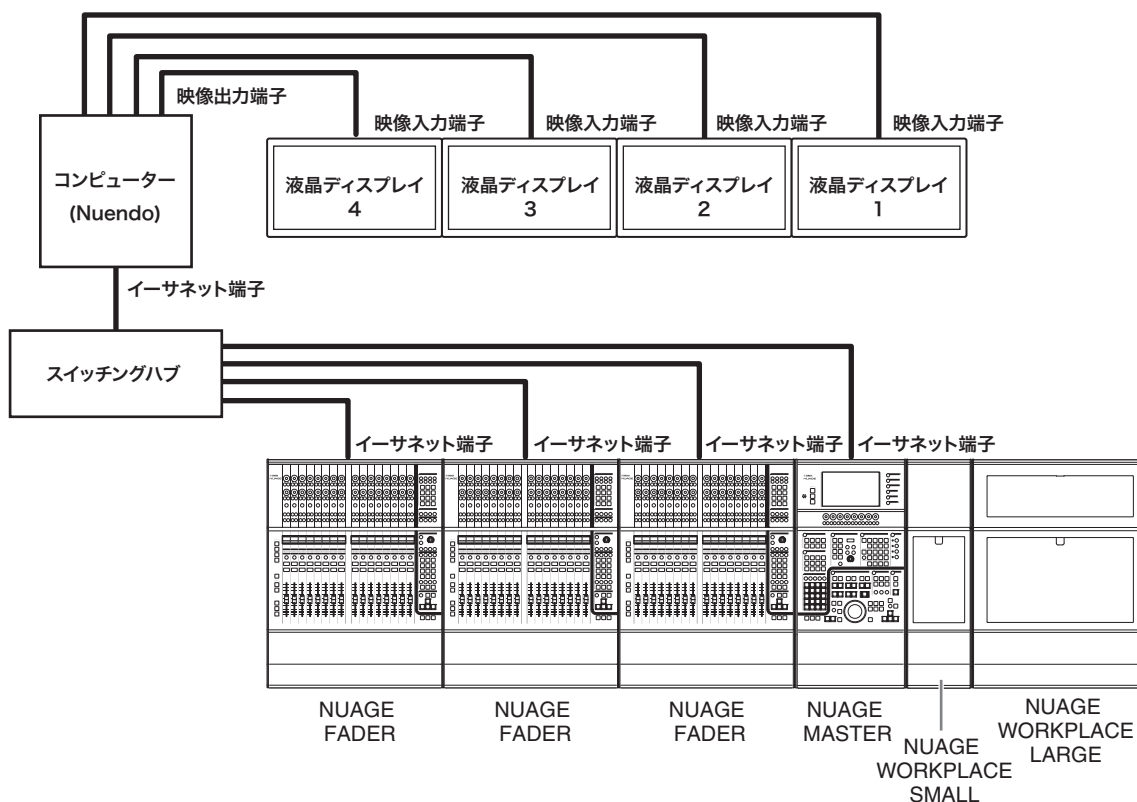 映像出力端子
映像入力端子
映像入力端子
映像入力端子
映像入力端子
コンピューター
(Nuendo)
液晶ディスプレイ
4
液晶ディスプレイ
3
液晶ディスプレイ
2
液晶ディスプレイ
1
イーサネット端子
スイッチングハブ
イーサネット端子
イーサネット端子
イーサネット端子
イーサネット端子
NUAGE
FADER
NUAGE
FADER
NUAGE
FADER
NUAGE
MASTER
NUAGE
WORKPLACE
SMALL
NUAGE
WORKPLACE
LARGE